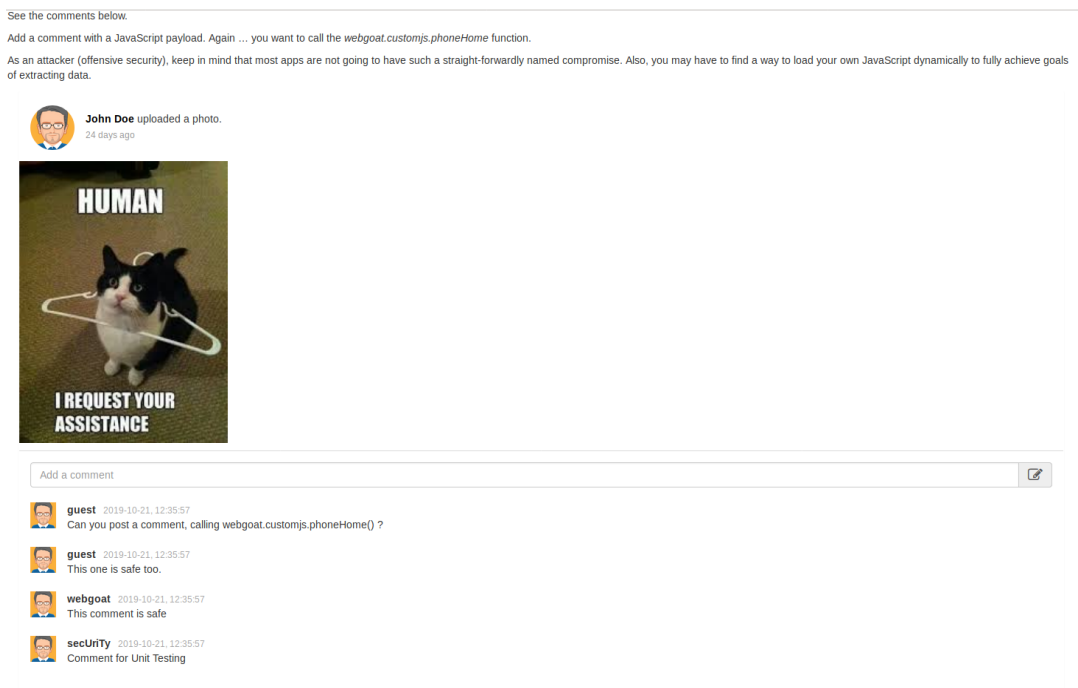 See the comments below.
Add a comment with a JavaScript payload. Again … you want to call the webgoat.customjs.phoneHome function.
As an attacker (offensive security), keep in mind that most apps are not going to have such a straight-forwardly named compromise. Also, you may have to find a way to load your own JavaScript dynamically to fully achieve goals
of extracting data.
John Doe uploaded a photo.
24 days ago
HUMAN
I REQUEST YOUR
ASSISTANCE
Add a comment
guest 2019-10-21, 12:35:57
Can you post a comment, calling webgoat.customjs.phoneHome() ?
guest 2019-10-21, 12:35:57
This one is safe too.
webgoat 2019-10-21, 12:35:57
This comment is safe
secUriTy 2019-10-21, 12:35:57
Comment for Unit Testing